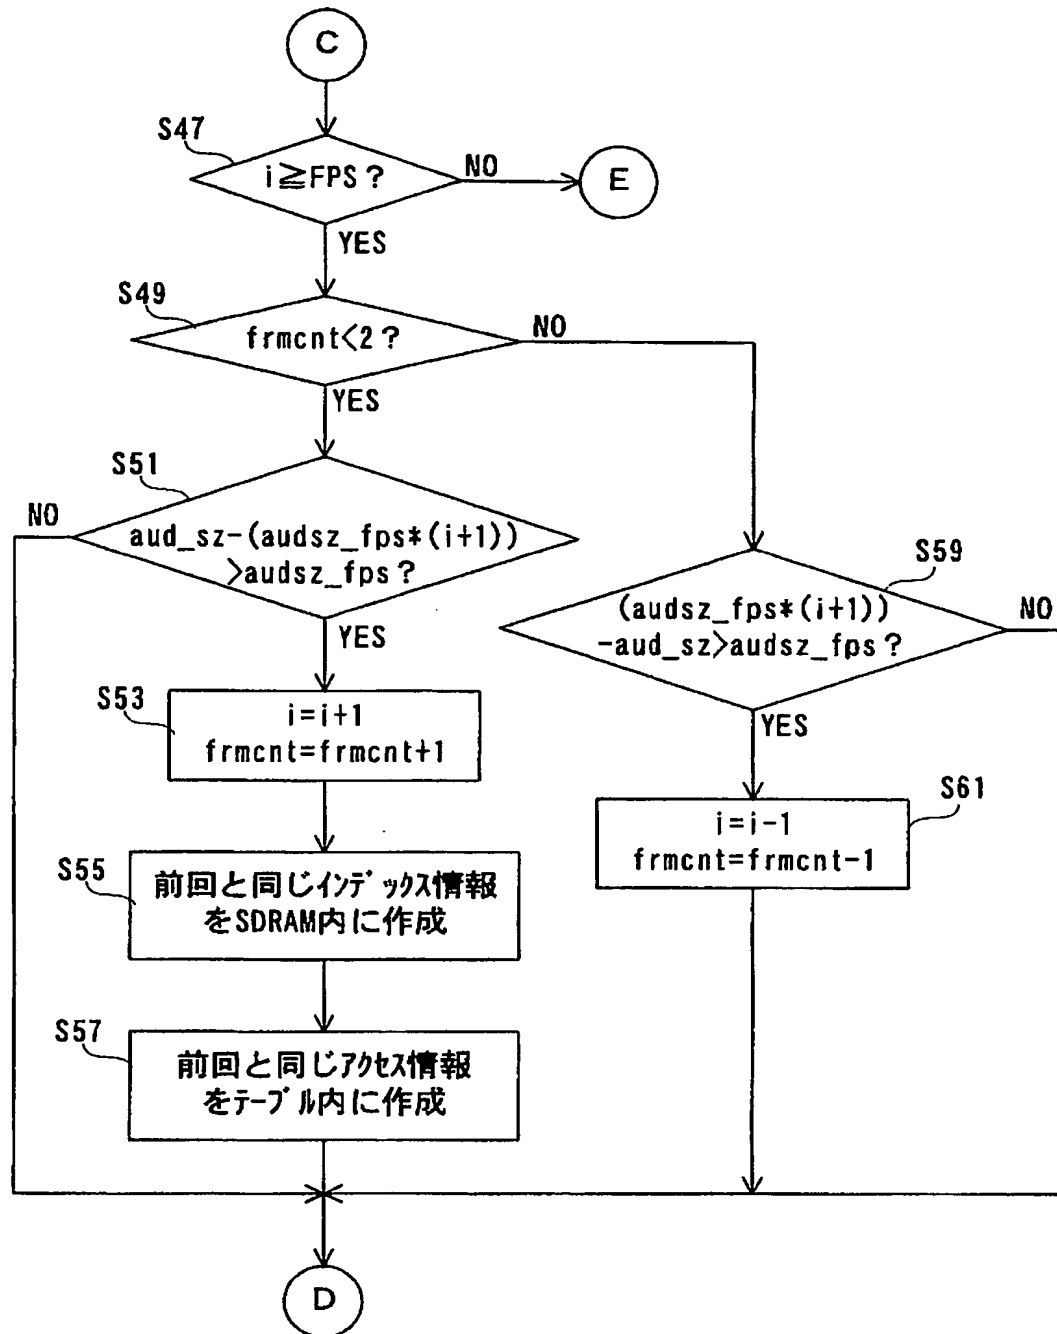 C
S47
i≧FPS?
NO
E
YES
S49
frmcnt<2?
NO
YES
S51
NO
aud_sz-(audsz_fps*(i+1))
>audsz_fps?
YES
S59
(audsz_fps*(i+1))
-aud_sz>audsz_fps?
NO
YES
S53
i=i+1
frmcnt=frmcnt+1
S61
i=i-1
frmcnt=frmcnt-1
S55
前回と同じインデックス情報
をSDRAM内に作成
S57
前回と同じアクセス情報
をテーブル内に作成
D